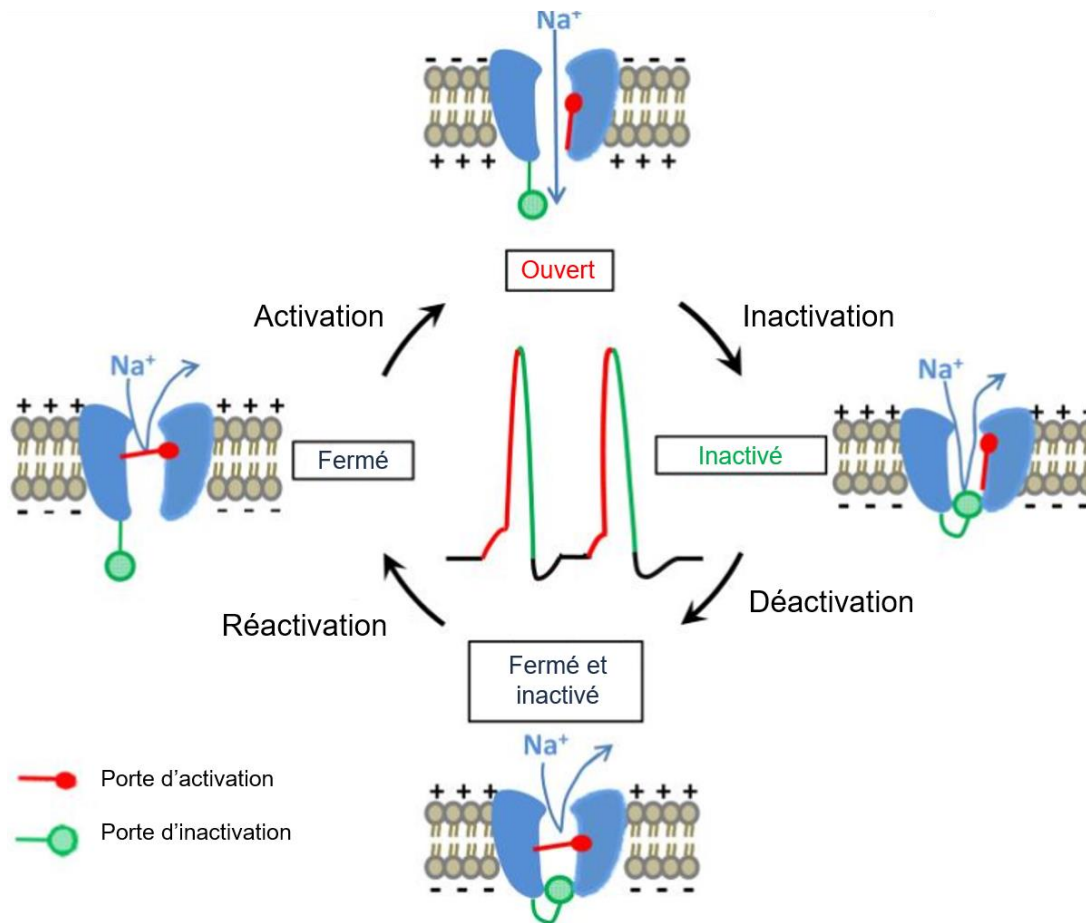 Na⁺
- - - - - -
+ + + + + +
Ouvert
Activation
Inactivation
Na⁺
+ + + + + +
Fermé
- - - - - -
Na⁺
+ + + + + +
Inactivé
- - - - - -
Réactivation
Déactivation
Fermé et
inactivé
Na⁺
+ + + + + +
- - - - - -
Porte d'activation
Porte d'inactivation